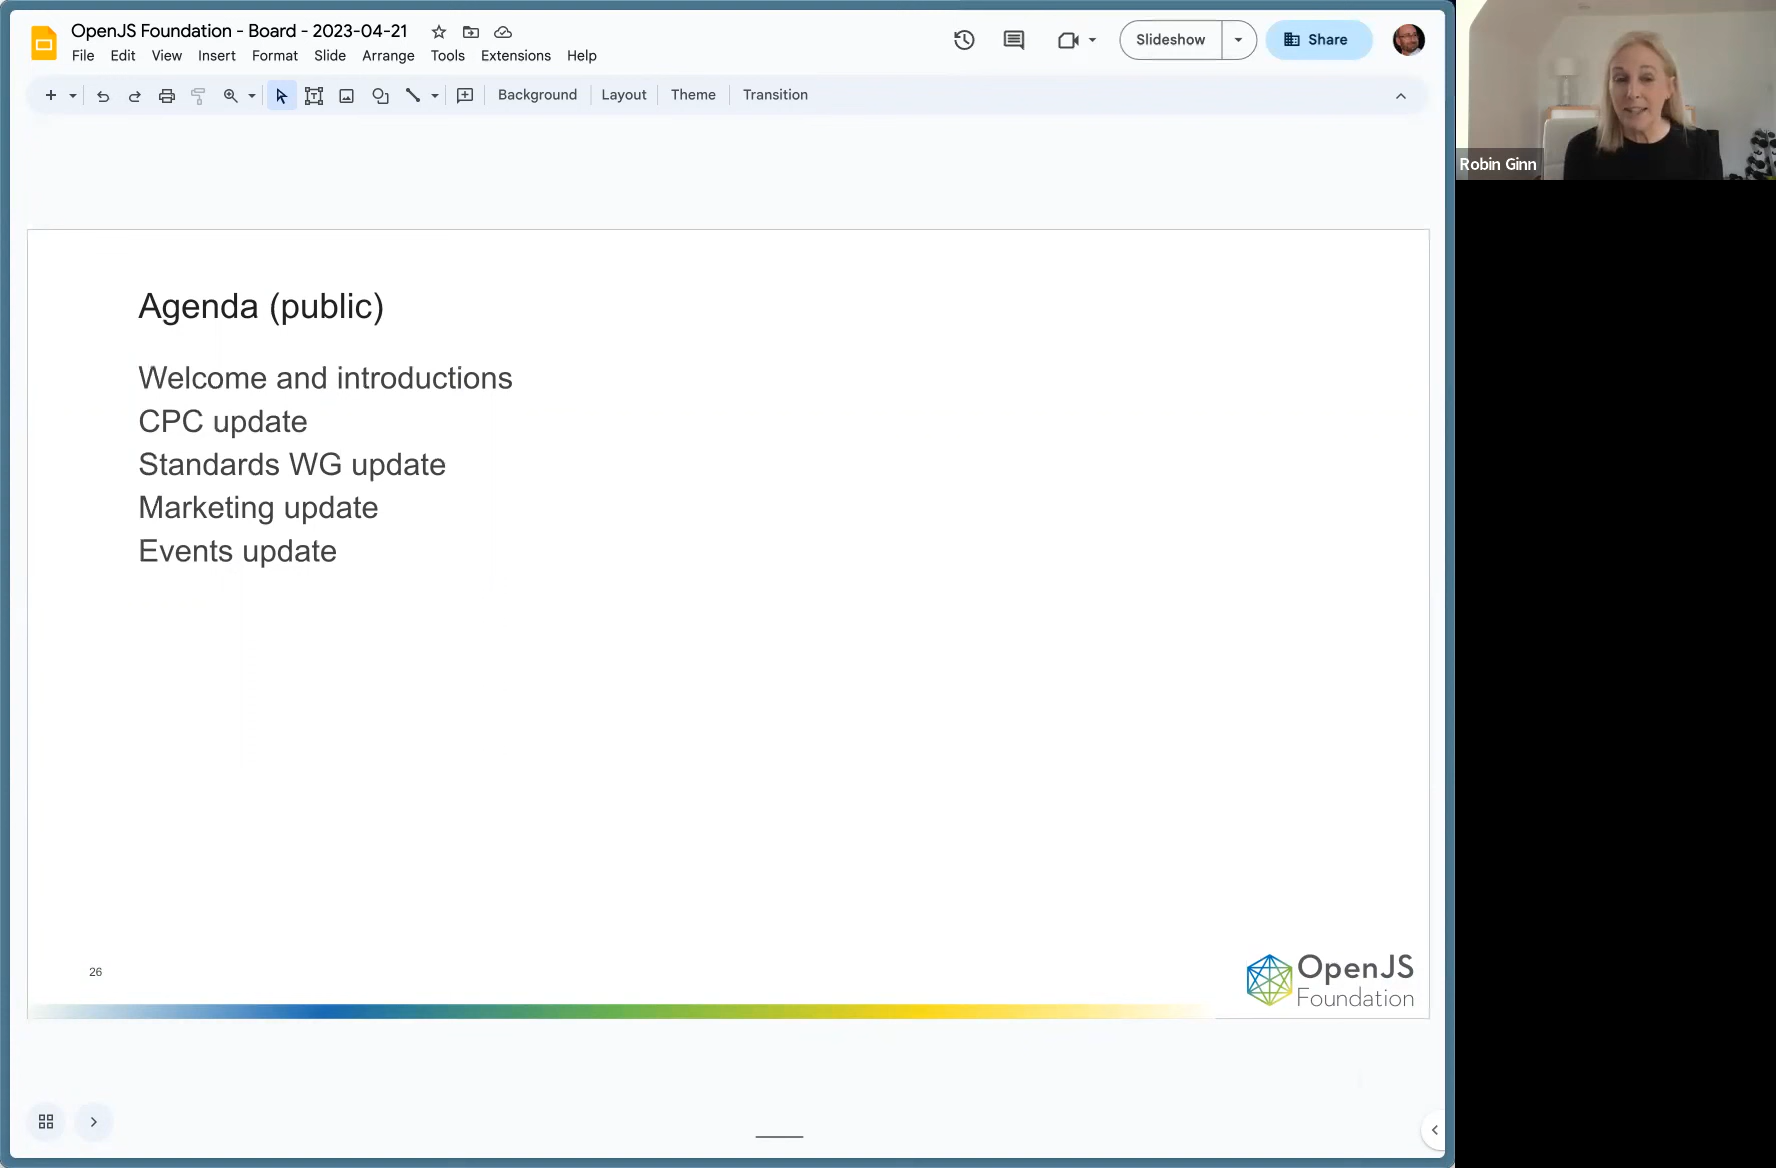 OpenJS Foundation - Board - 2023-04-21
File Edit View Insert Format Slide Arrange Tools Extensions Help
Slideshow
Share
Background Layout Theme Transition
Robin Ginn
Agenda (public)
Welcome and introductions
CPC update
Standards WG update
Marketing update
Events update
26
OpenJS
Foundation